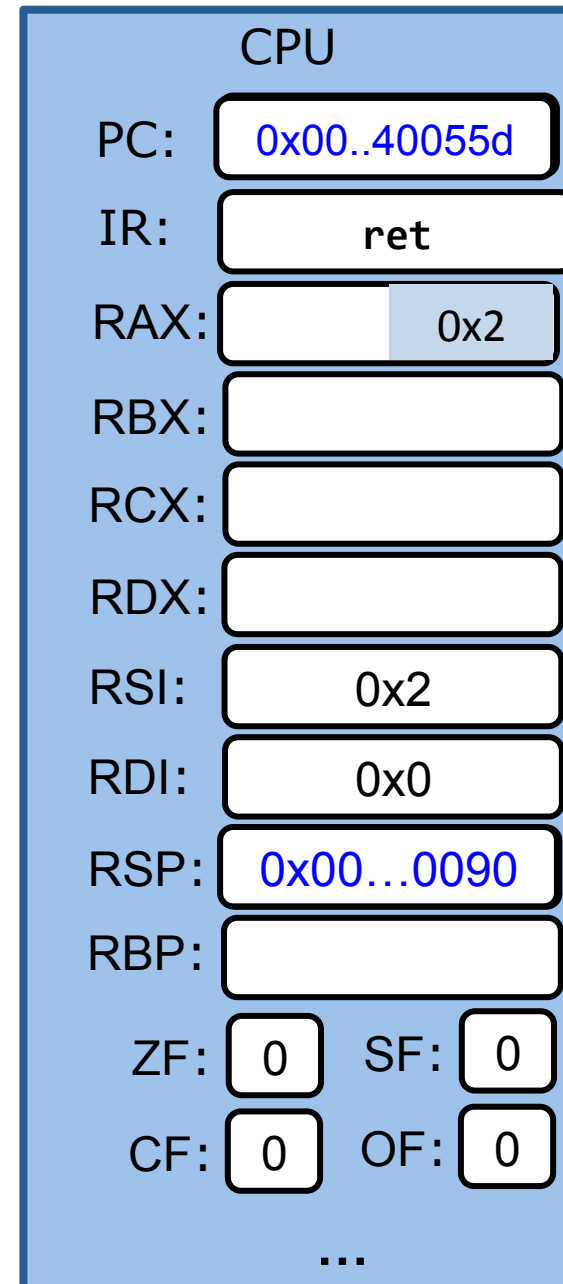 CPU
PC: 0x00..40055d
IR: ret
RAX: 0x2
RBX:
RCX:
RDX:
RSI: 0x2
RDI: 0x0
RSP: 0x00…0090
RBP:
ZF: 0 SF: 0
CF: 0 OF: 0
...